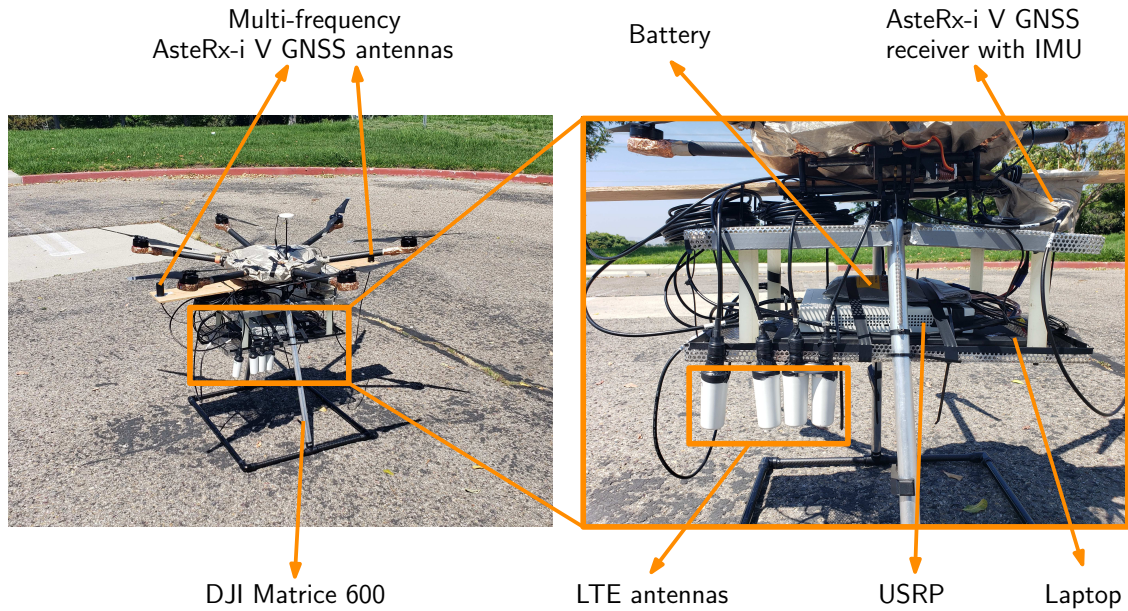 Multi-frequency
AsteRx-i V GNSS antennas
Battery
AsteRx-i V GNSS
receiver with IMU
DJI Matrice 600
LTE antennas
USRP
Laptop